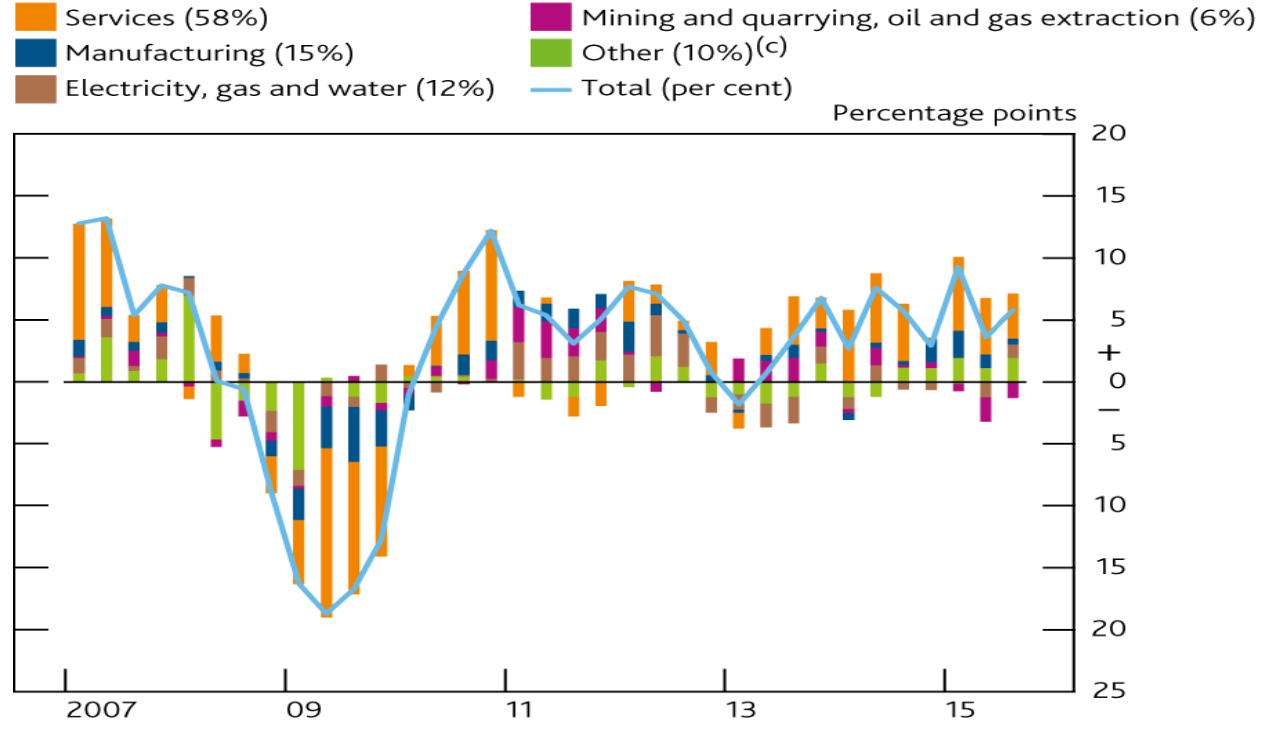 Services (58%)
Manufacturing (15%)
Electricity, gas and water (12%)
Mining and quarrying, oil and gas extraction (6%)
Other (10%)(c)
Total (per cent)
Percentage points
20
15
10
5
+
0
−
5
10
15
20
25
2007 09 11 13 15